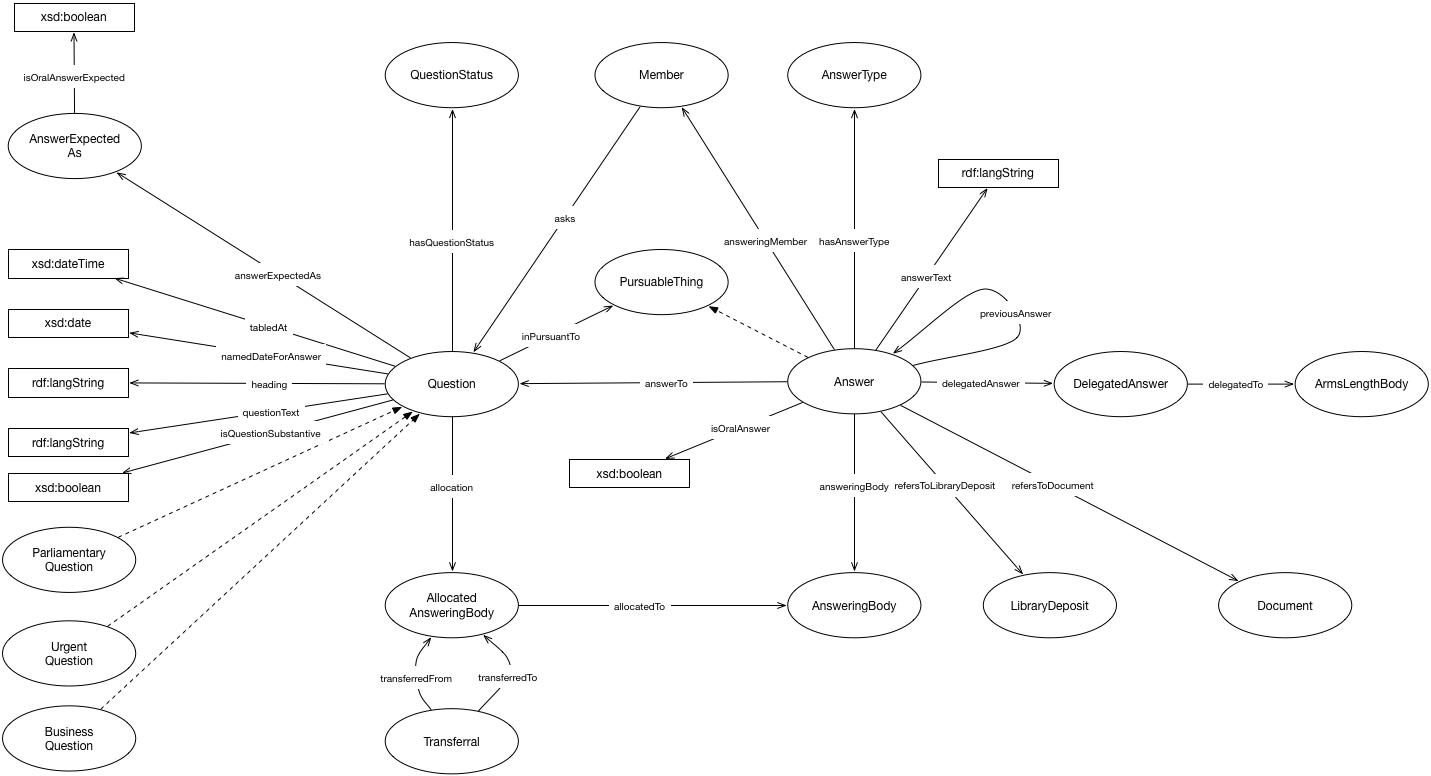 xsd:boolean
isOralAnswerExpected
AnswerExpected
As
QuestionStatus
Member
AnswerType
rdf:langString
asks
hasQuestionStatus
answeringMember
hasAnswerType
xsd:dateTime
answerExpectedAs
PursuableThing
answerText
previousAnswer
xsd:date
tabledAt
inPursuantTo
namedDateForAnswer
rdf:langString
heading
Question
answerTo
Answer
delegatedAnswer
DelegatedAnswer
delegatedTo
ArmsLengthBody
questionText
rdf:langString
isQuestionSubstantive
isOralAnswer
xsd:boolean
xsd:boolean
allocation
answeringBody
refersToLibraryDeposit
refersToDocument
Parliamentary
Question
Allocated
AnsweringBody
allocatedTo
AnsweringBody
LibraryDeposit
Document
Urgent
Question
transferredFrom
transferredTo
Business
Question
Transferral